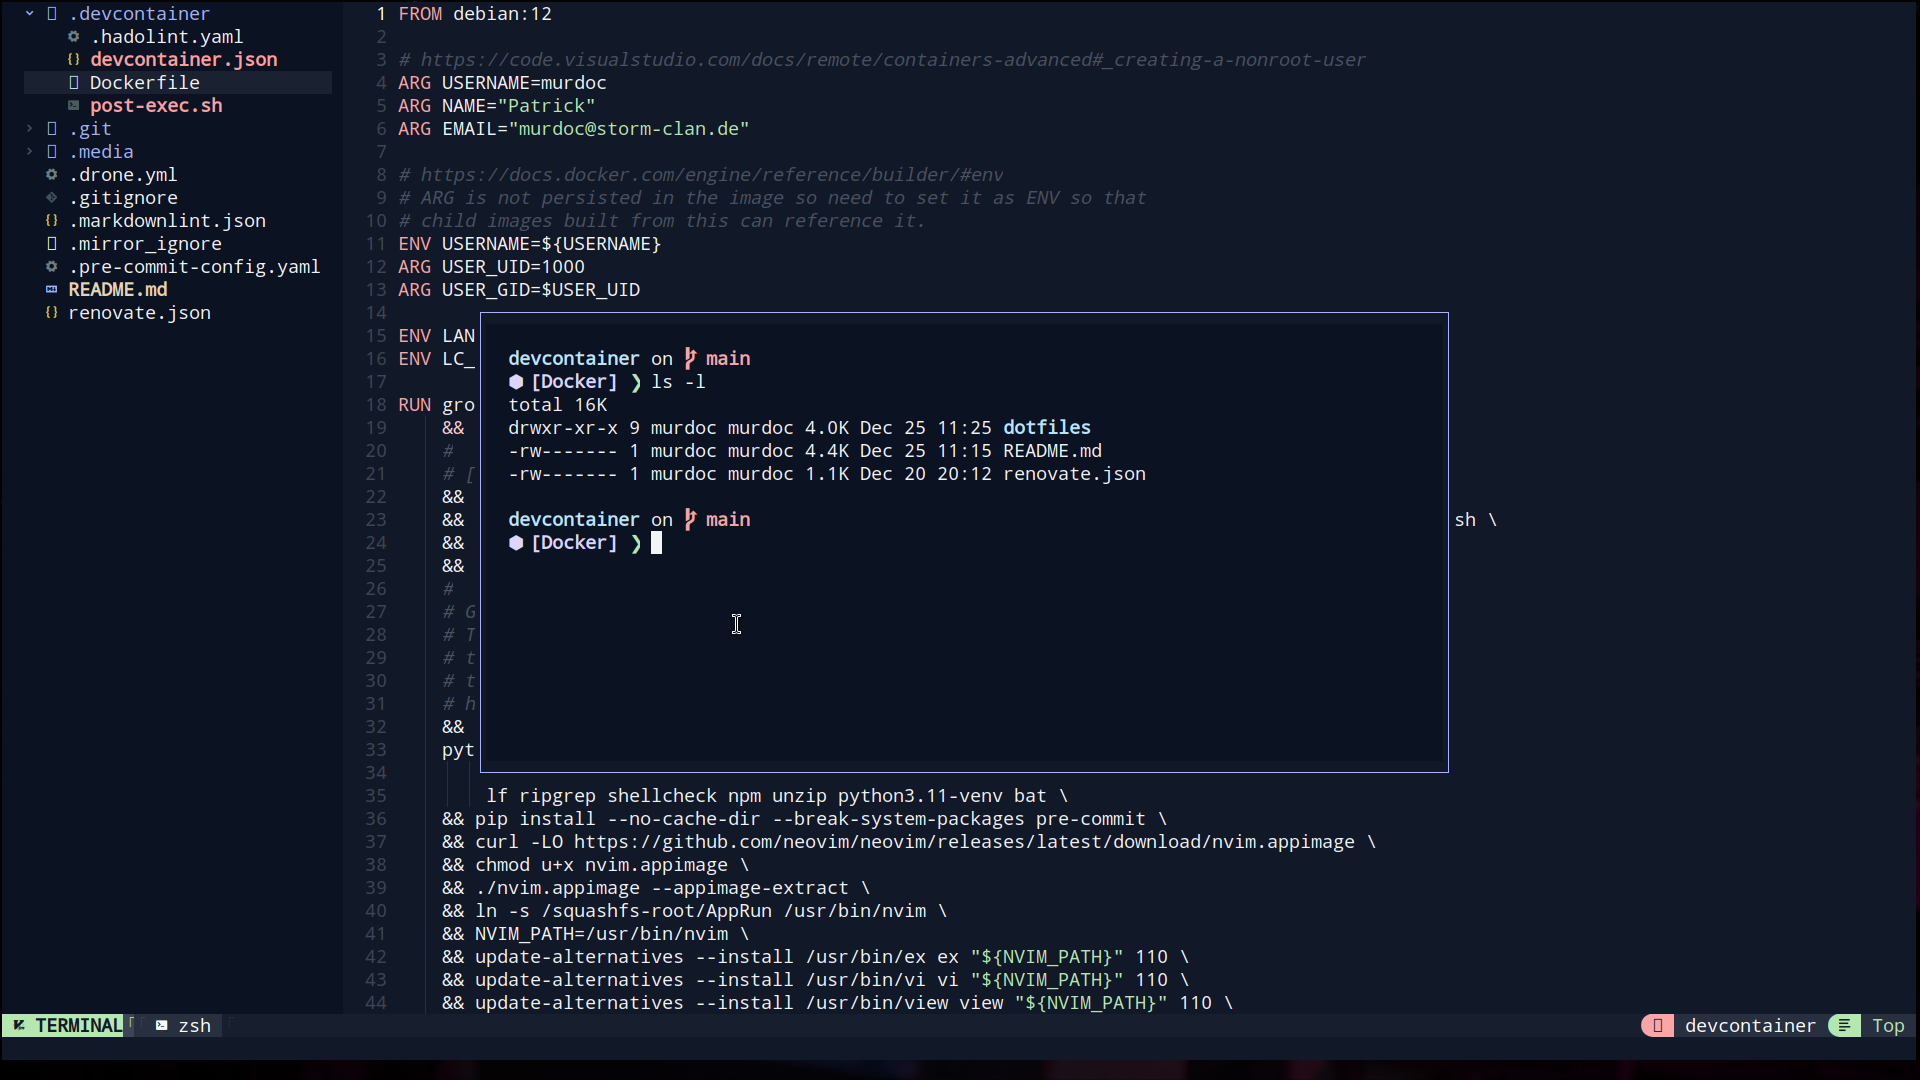 .devcontainer
.hadolint.yaml
devcontainer.json
Dockerfile
post-exec.sh
.git
.media
.drone.yml
.gitignore
.markdownlint.json
.mirror_ignore
.pre-commit-config.yaml
README.md
renovate.json
1 FROM debian:12
2
3 # https://code.visualstudio.com/docs/remote/containers-advanced#_creating-a-nonroot-user
4 ARG USERNAME=murdoc
5 ARG NAME="Patrick"
6 ARG EMAIL="murdoc@storm-clan.de"
7
8 # https://docs.docker.com/engine/reference/builder/#env
9 # ARG is not persisted in the image so need to set it as ENV so that
10 # child images built from this can reference it.
11 ENV USERNAME=${USERNAME}
12 ARG USER_UID=1000
13 ARG USER_GID=$USER_UID
14
15 ENV LAN
16 ENV LC_
17
18 RUN gro
19 &&
20 #
21 # [
22 &&
23 && sh \
24 &&
25 &&
26 #
27 # G
28 # T
29 # t
30 # t
31 # h
32 &&
33 pyt
34
35 lf ripgrep shellcheck npm unzip python3.11-venv bat \
36 && pip install --no-cache-dir --break-system-packages pre-commit \
37 && curl -LO https://github.com/neovim/neovim/releases/latest/download/nvim.appimage \
38 && chmod u+x nvim.appimage \
39 && ./nvim.appimage --appimage-extract \
40 && ln -s /squashfs-root/AppRun /usr/bin/nvim \
41 && NVIM_PATH=/usr/bin/nvim \
42 && update-alternatives --install /usr/bin/ex ex "${NVIM_PATH}" 110 \
43 && update-alternatives --install /usr/bin/vi vi "${NVIM_PATH}" 110 \
44 && update-alternatives --install /usr/bin/view view "${NVIM_PATH}" 110 \
devcontainer on main
[Docker] ❯ ls -l
total 16K
drwxr-xr-x 9 murdoc murdoc 4.0K Dec 25 11:25 dotfiles
-rw------- 1 murdoc murdoc 4.4K Dec 25 11:15 README.md
-rw------- 1 murdoc murdoc 1.1K Dec 20 20:12 renovate.json
devcontainer on main
[Docker] ❯
TERMINAL zsh devcontainer Top